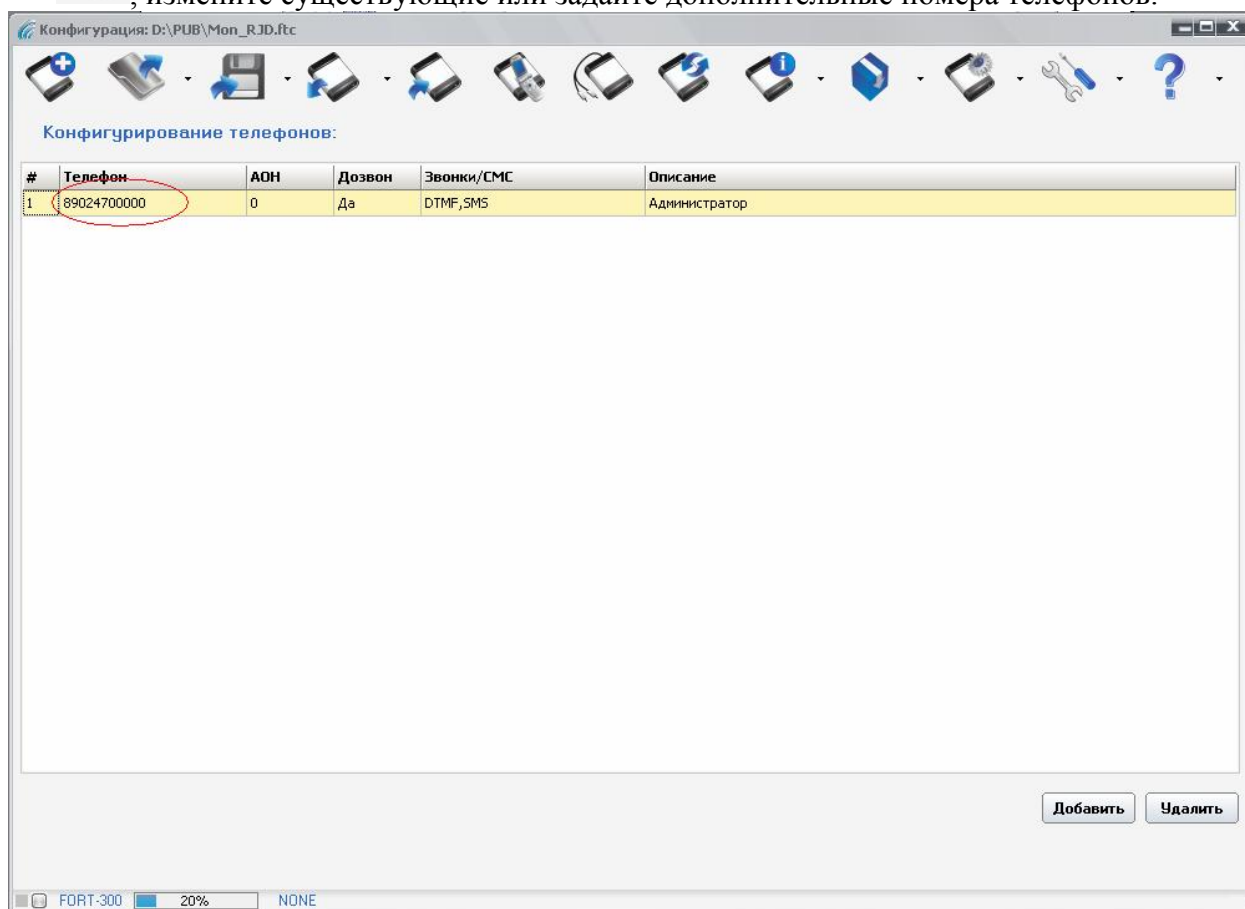 , измените существующие или задайте дополнительные номера телефонов.
Конфигурация: D:\PUB\Mon_RJD.ftc
Конфигурирование телефонов:
# Телефон АОН Дозвон Звонки/СМС Описание
1 89024700000 0 Да DTMF,SMS Администратор
Добавить Удалить
FORT-300 20% NONE